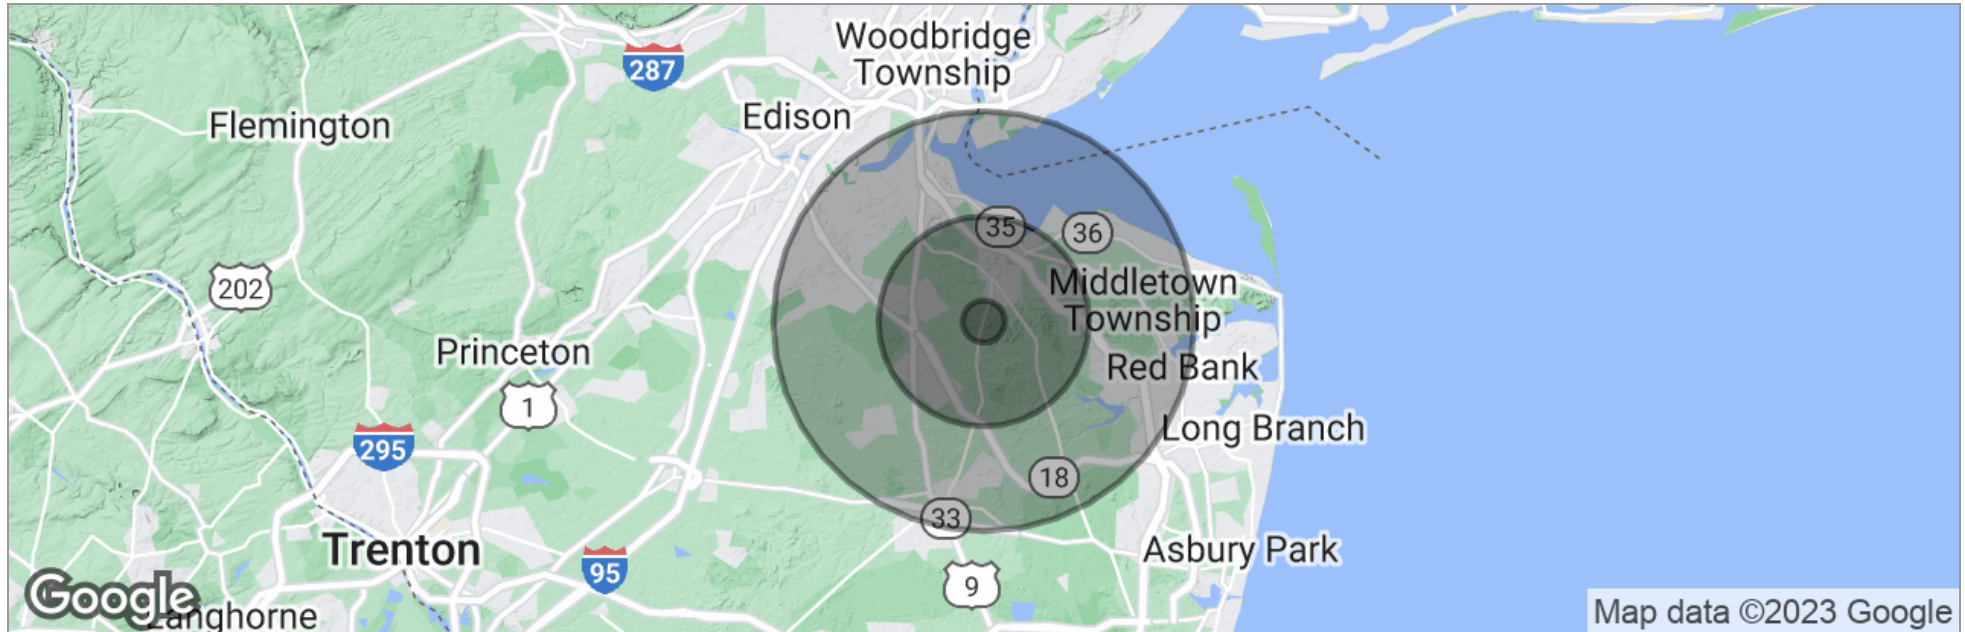 Woodbridge
Township
287
Edison
Flemington
35
36
202
Middletown
Township
Princeton
Red Bank
1
295
Long Branch
18
33
Trenton
Asbury Park
95
9
Google
Langhorne
Map data ©2023 Google